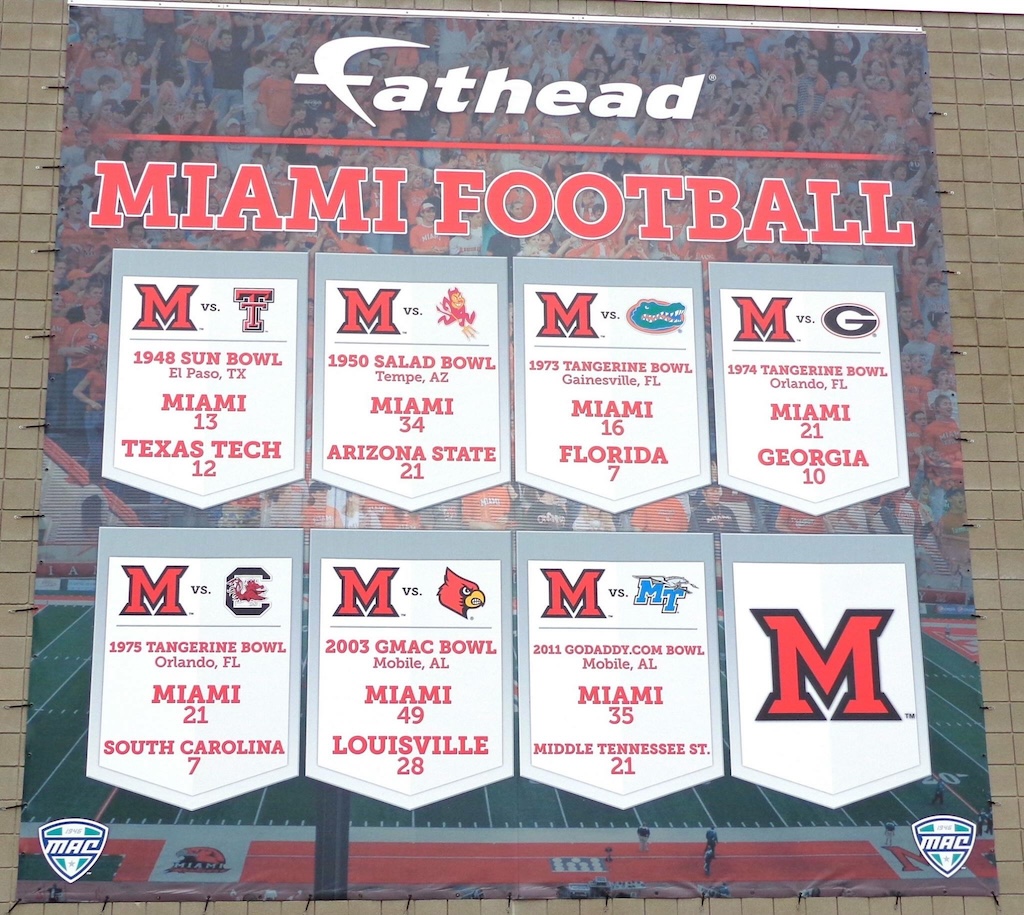 Fathead®
MIAMI FOOTBALL
M VS. T
1948 SUN BOWL
El Paso, TX
MIAMI
13
TEXAS TECH
12
M VS.
1950 SALAD BOWL
Tempe, AZ
MIAMI
34
ARIZONA STATE
21
M VS.
1973 TANGERINE BOWL
Gainesville, FL
MIAMI
16
FLORIDA
7
M VS. G
1974 TANGERINE BOWL
Orlando, FL
MIAMI
21
GEORGIA
10
M VS. C
1975 TANGERINE BOWL
Orlando, FL
MIAMI
21
SOUTH CAROLINA
7
M VS.
2003 GMAC BOWL
Mobile, AL
MIAMI
49
LOUISVILLE
28
M VS. MT
2011 GODADDY.COM BOWL
Mobile, AL
MIAMI
35
MIDDLE TENNESSEE ST.
21
M™
1946
MAC
MIAMI
1946
MAC